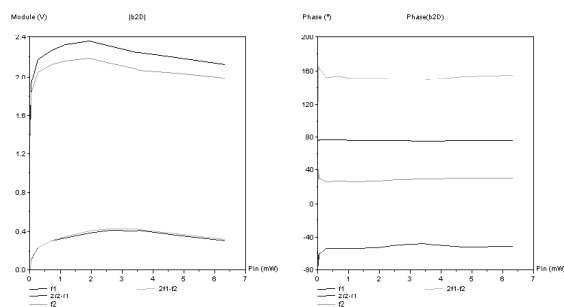 Module (V)
|b2D|
2.4
2.0
1.6
1.2
0.8
0.4
0.0
0 1 2 3 4 5 6 7
Pin (mW)
f1
2f2-f1
f2
2f1-f2
Phase (°)
Phase(b2D)
200
160
120
80
40
0
-40
-80
0 1 2 3 4 5 6 7
Pin (mW)
f1
2f2-f1
f2
2f1-f2